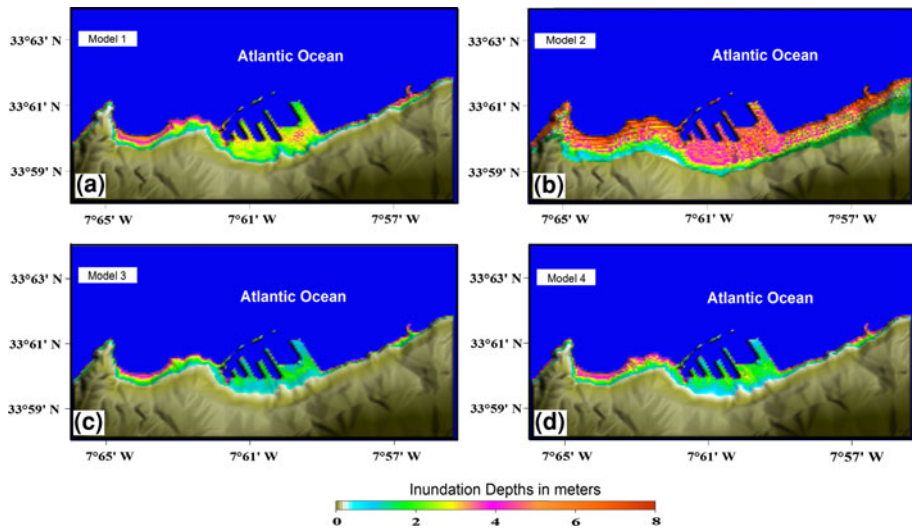 Model 1
Atlantic Ocean
33°63' N
33°61' N
33°59' N
(a)
7°65' W
7°61' W
7°57' W
Model 2
Atlantic Ocean
33°63' N
33°61' N
33°59' N
(b)
7°65' W
7°61' W
7°57' W
Model 3
Atlantic Ocean
33°63' N
33°61' N
33°59' N
(c)
7°65' W
7°61' W
7°57' W
Model 4
Atlantic Ocean
33°63' N
33°61' N
33°59' N
(d)
7°65' W
7°61' W
7°57' W
Inundation Depths in meters
0 2 4 6 8